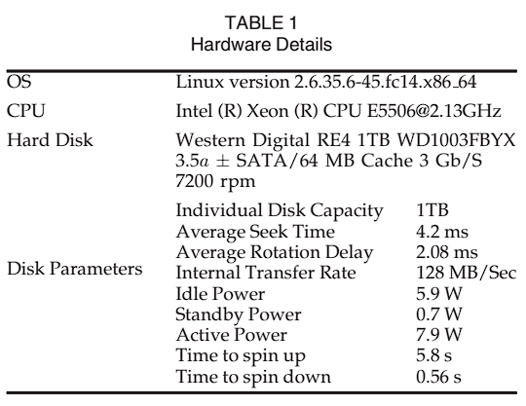 TABLE 1
Hardware Details
OS Linux version 2.6.35.6-45.fc14.x86_64
CPU Intel (R) Xeon (R) CPU E5506@2.13GHz
Hard Disk Western Digital RE4 1TB WD1003FBYX
3.5a ± SATA/64 MB Cache 3 Gb/S
7200 rpm
Disk Parameters
Individual Disk Capacity 1TB
Average Seek Time 4.2 ms
Average Rotation Delay 2.08 ms
Internal Transfer Rate 128 MB/Sec
Idle Power 5.9 W
Standby Power 0.7 W
Active Power 7.9 W
Time to spin up 5.8 s
Time to spin down 0.56 s